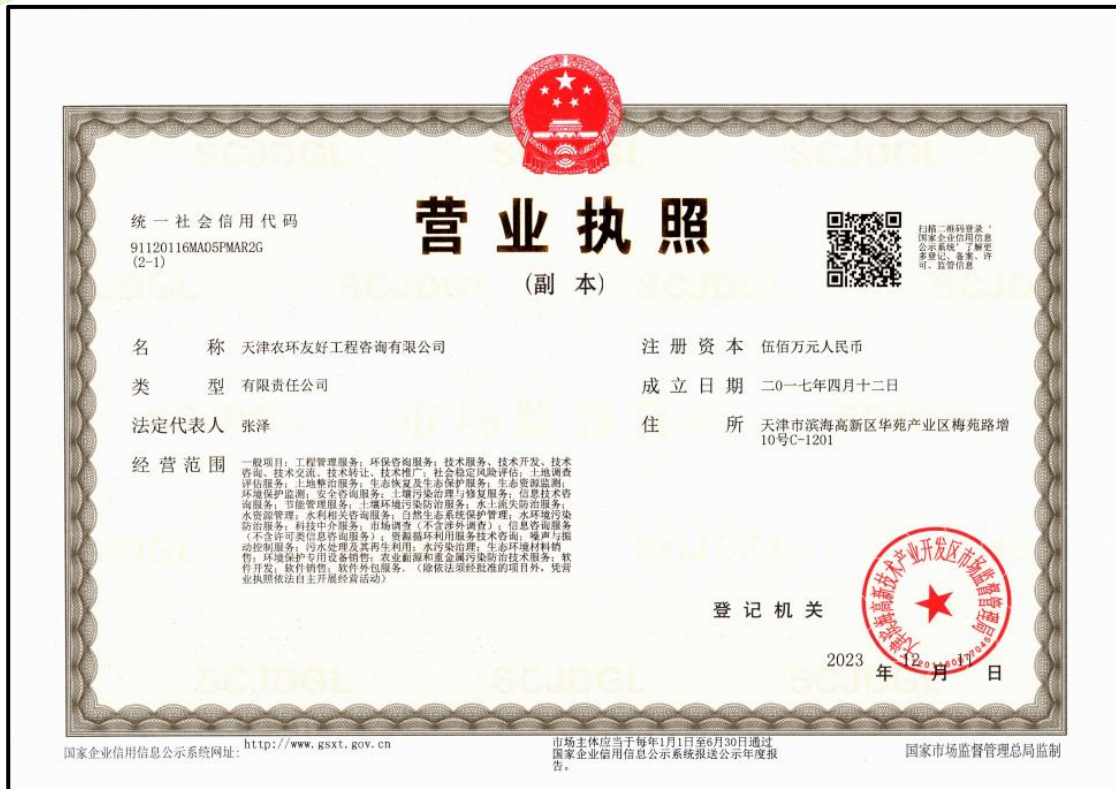 营业执照
(副 本)
统一社会信用代码
91120116MA05PMAR2G
(2-1)
扫描二维码登录'
国家企业信用信息
公示系统'了解更
多登记、备案、许
可、监管信息
名 称 天津农环友好工程咨询有限公司
类 型 有限责任公司
法定代表人 张泽
经营范围 一般项目：工程管理服务；环保咨询服务；技术服务、技术开发、技术
咨询、技术交流、技术转让、技术推广；社会稳定风险评估；土地调查
评估服务；土地整治服务；生态恢复及生态保护服务；生态资源监测；
环境保护监测；安全咨询服务；土壤污染治理与修复服务；信息技术咨
询服务；节能管理服务；土壤环境污染防治服务；水土流失防治服务；
水资源管理；水利相关咨询服务；自然生态系统保护管理；水环境污染
防治服务；科技中介服务；市场调查（不含涉外调查）；信息咨询服务
（不含许可类信息咨询服务）；资源循环利用服务技术咨询；噪声与振
动控制服务；污水处理及其再生利用；水污染治理；生态环境材料销
售；环境保护专用设备销售；农业面源和重金属污染防治技术服务；软
件开发；软件销售；软件外包服务。（除依法须经批准的项目外，凭营
业执照依法自主开展经营活动）
注册资本 伍佰万元人民币
成立日期 二〇一七年四月十二日
住 所 天津市滨海高新区华苑产业区梅苑路增
10号C-1201
登记机关
天津滨海高新技术产业开发区市场监督管理局
2023 年 12 月 11 日
国家企业信用信息公示系统网址: http://www.gsxt.gov.cn
市场主体应当于每年1月1日至6月30日通过
国家企业信用信息公示系统报送公示年度报
告。
国家市场监督管理总局监制
SCJDGL